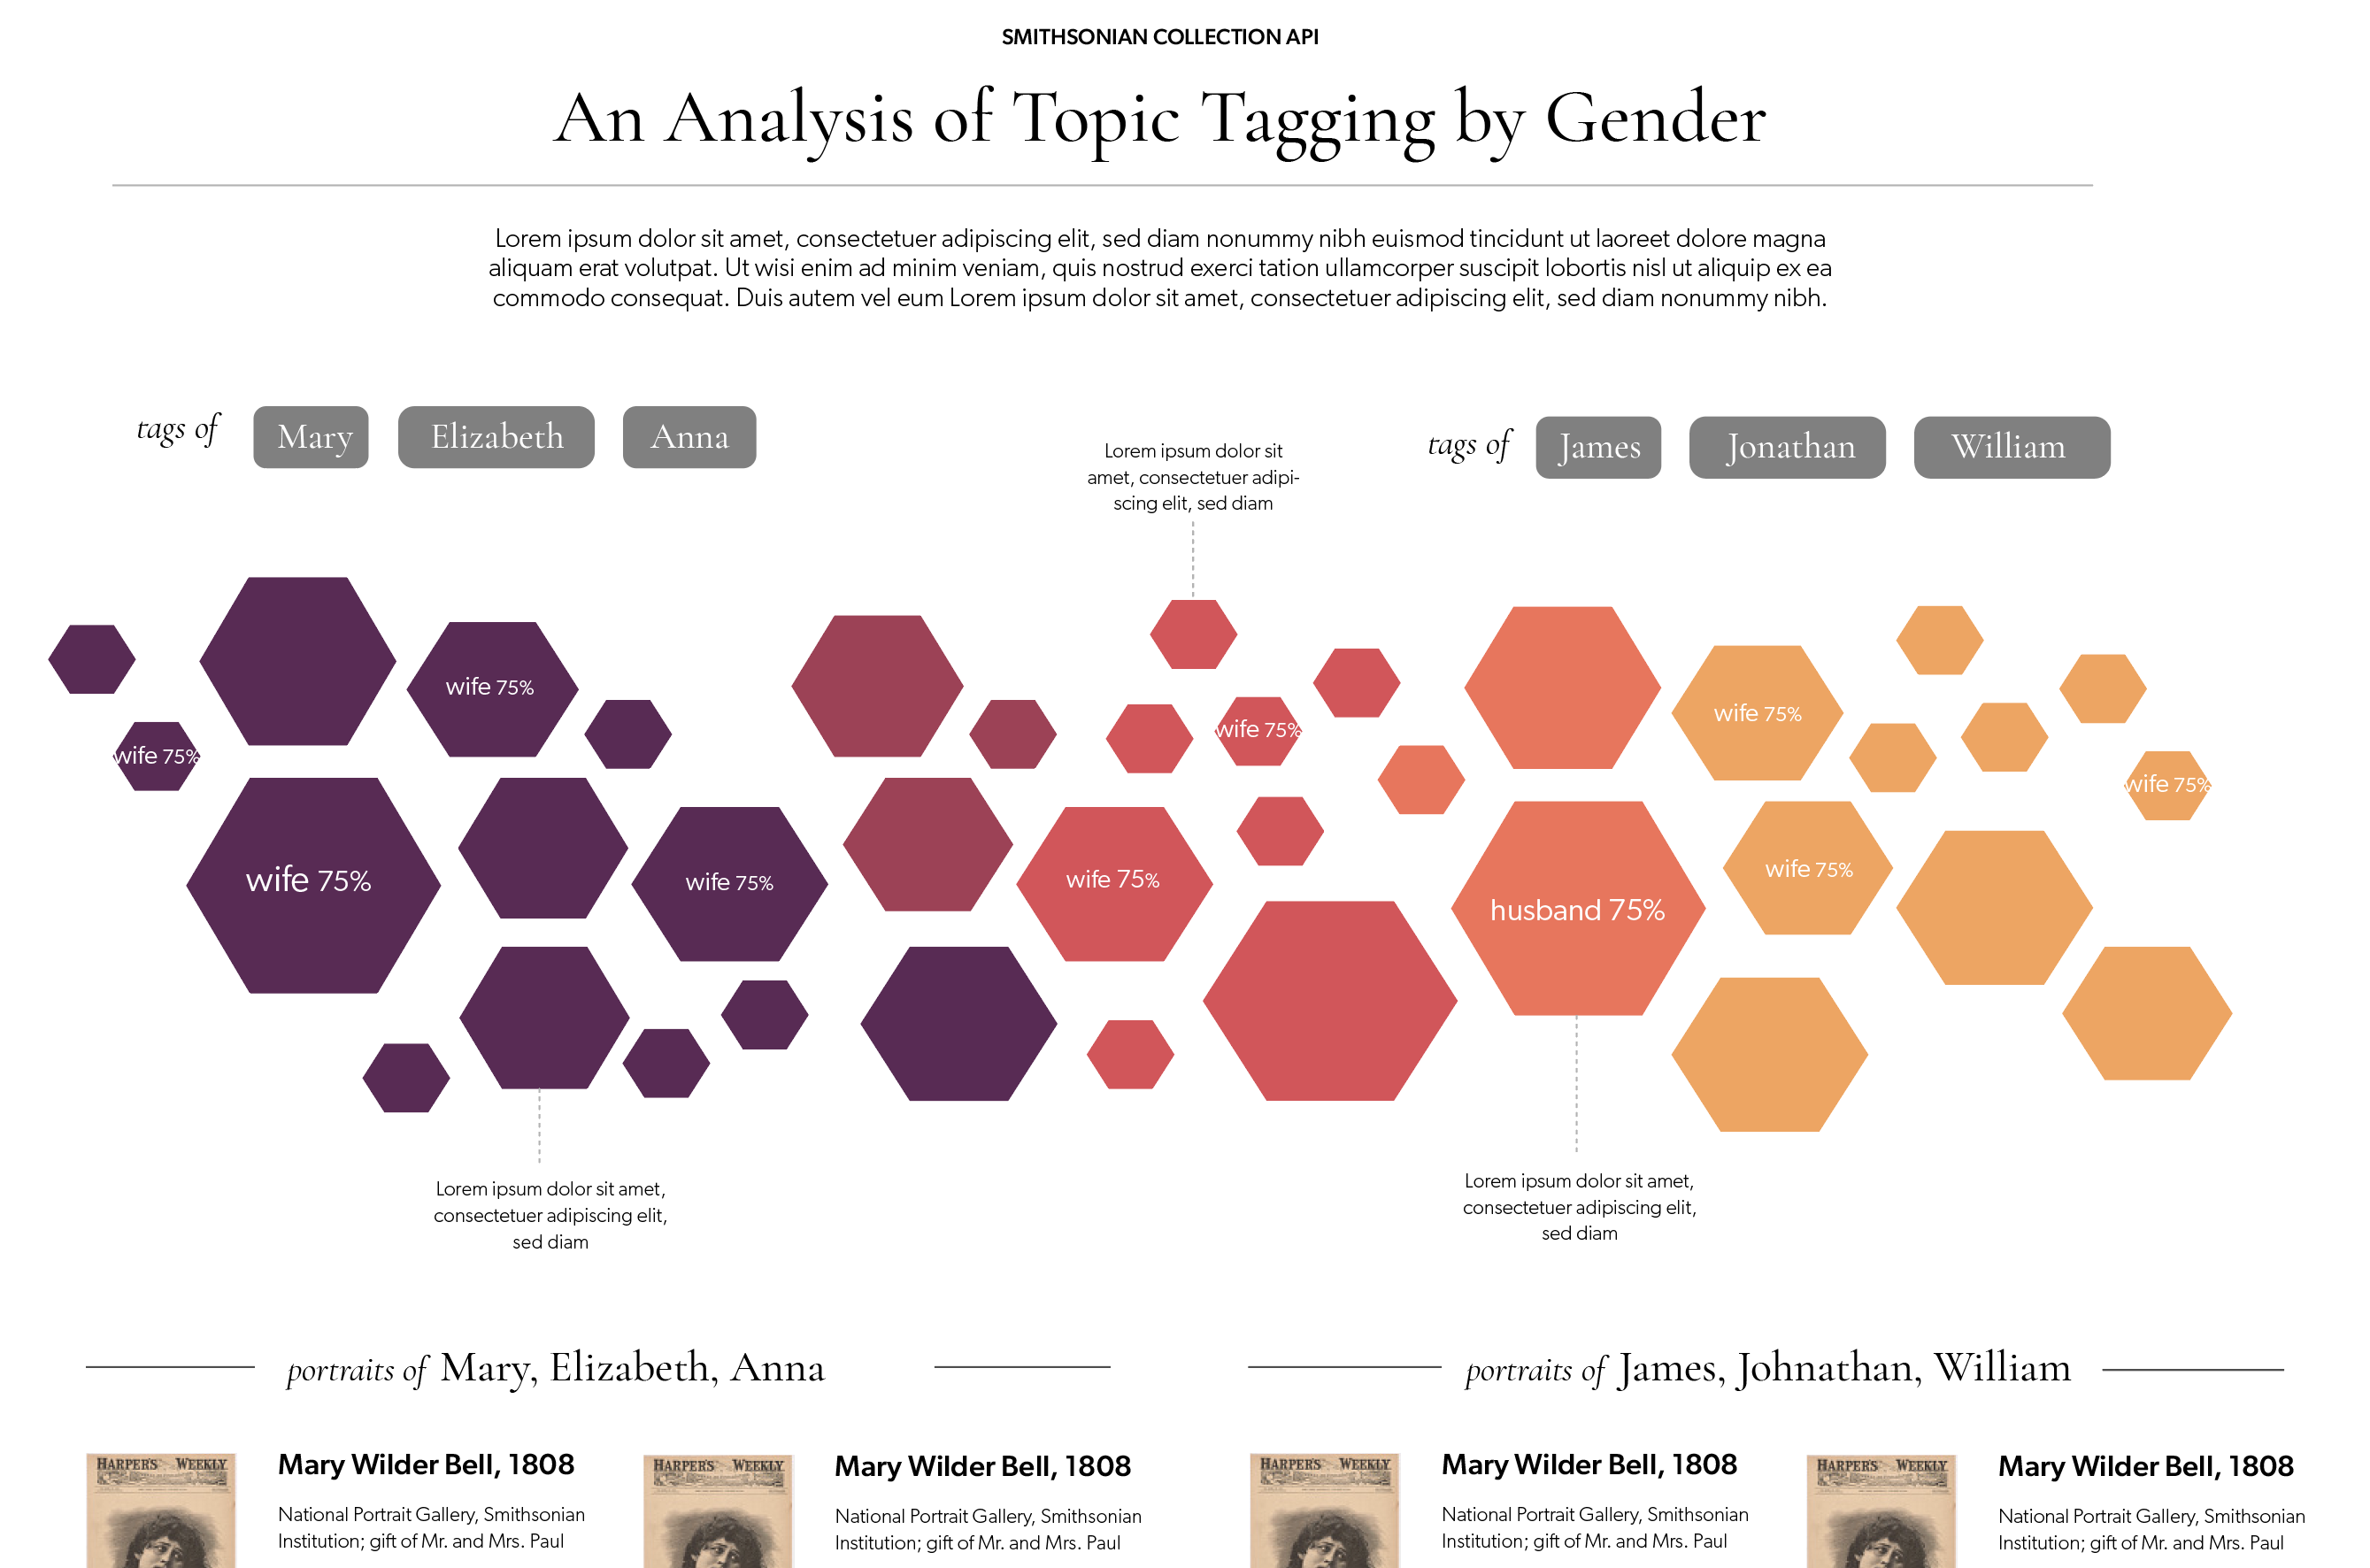 SMITHSONIAN COLLECTION API
An Analysis of Topic Tagging by Gender
Lorem ipsum dolor sit amet, consectetuer adipiscing elit, sed diam nonummy nibh euismod tincidunt ut laoreet dolore magna
aliquam erat volutpat. Ut wisi enim ad minim veniam, quis nostrud exerci tation ullamcorper suscipit lobortis nisl ut aliquip ex ea
commodo consequat. Duis autem vel eum Lorem ipsum dolor sit amet, consectetuer adipiscing elit, sed diam nonummy nibh.
tags of Mary Elizabeth Anna
tags of James Jonathan William
Lorem ipsum dolor sit
amet, consectetuer adipi-
scing elit, sed diam
wife 75%
wife 75%
wife 75%
wife 75%
wife 75%
wife 75%
wife 75%
wife 75%
wife 75%
husband 75%
wife 75%
Lorem ipsum dolor sit amet,
consectetuer adipiscing elit,
sed diam
Lorem ipsum dolor sit amet,
consectetuer adipiscing elit,
sed diam
portraits of Mary, Elizabeth, Anna
portraits of James, Johnathan, William
HARPER'S WEEKLY
Mary Wilder Bell, 1808
National Portrait Gallery, Smithsonian
Institution; gift of Mr. and Mrs. Paul
HARPER'S WEEKLY
Mary Wilder Bell, 1808
National Portrait Gallery, Smithsonian
Institution; gift of Mr. and Mrs. Paul
HARPER'S WEEKLY
Mary Wilder Bell, 1808
National Portrait Gallery, Smithsonian
Institution; gift of Mr. and Mrs. Paul
HARPER'S WEEKLY
Mary Wilder Bell, 1808
National Portrait Gallery, Smithsonian
Institution; gift of Mr. and Mrs. Paul